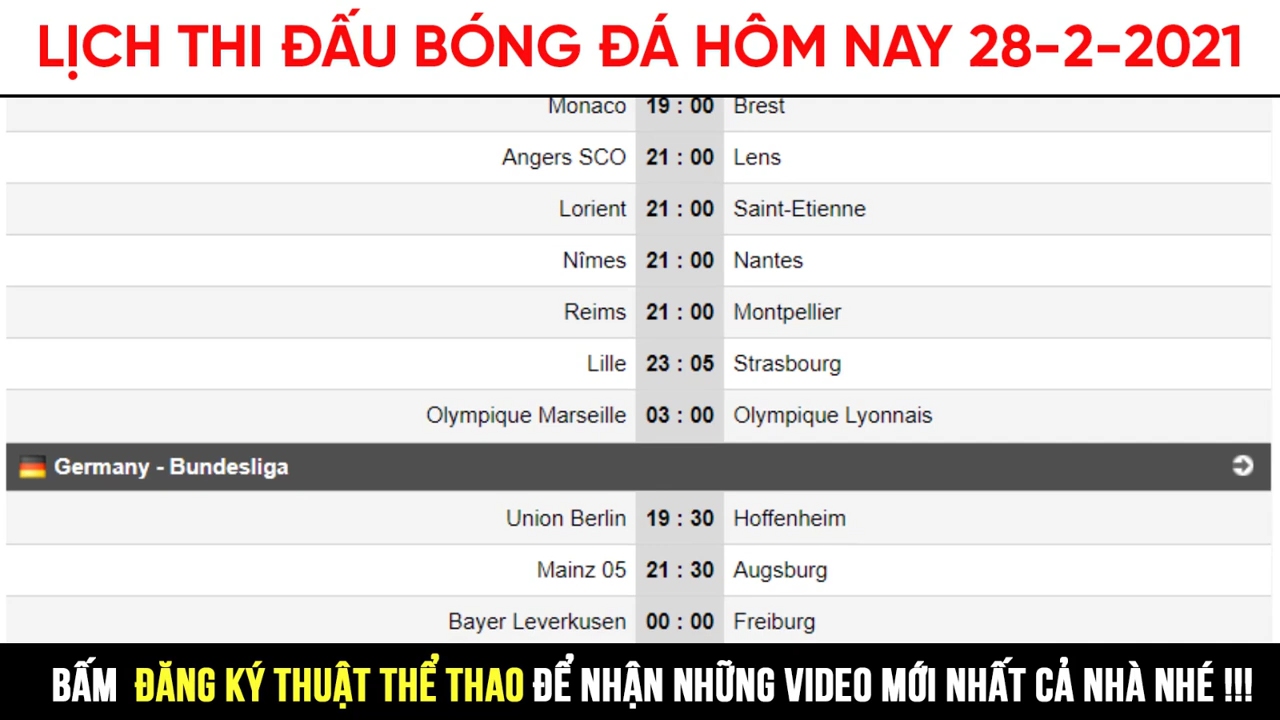 LỊCH THI ĐẤU BÓNG ĐÁ HÔM NAY 28-2-2021
Monaco 19 : 00 Brest
Angers SCO 21 : 00 Lens
Lorient 21 : 00 Saint-Etienne
Nîmes 21 : 00 Nantes
Reims 21 : 00 Montpellier
Lille 23 : 05 Strasbourg
Olympique Marseille 03 : 00 Olympique Lyonnais
Germany - Bundesliga
Union Berlin 19 : 30 Hoffenheim
Mainz 05 21 : 30 Augsburg
Bayer Leverkusen 00 : 00 Freiburg
BẤM ĐĂNG KÝ THUẬT THỂ THAO ĐỂ NHẬN NHỮNG VIDEO MỚI NHẤT CẢ NHÀ NHÉ !!!